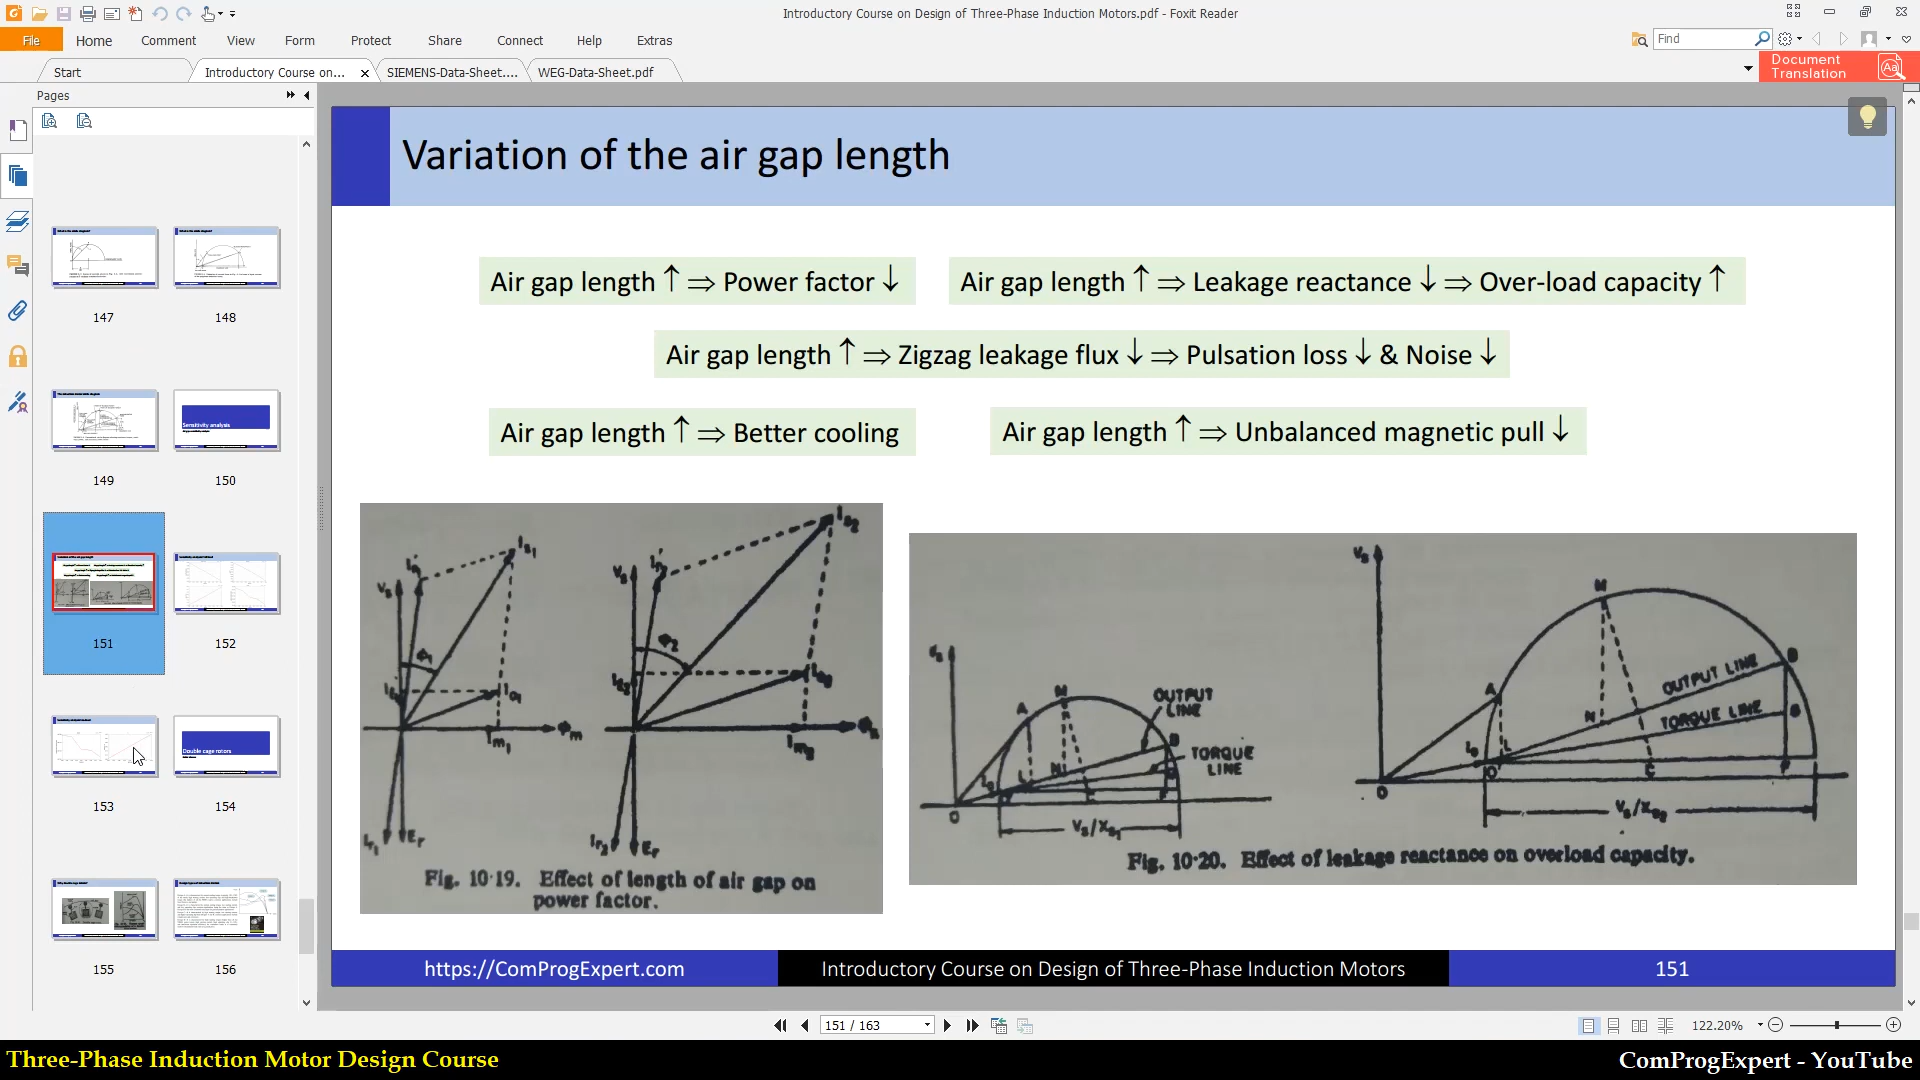 Introductory Course on Design of Three-Phase Induction Motors.pdf - Foxit Reader
File Home Comment View Form Protect Share Connect Help Extras
Find
Start
Introductory Course on...
SIEMENS-Data-Sheet....
WEG-Data-Sheet.pdf
Document
Translation
Pages
147
148
149
Sensitivity analysis
150
151
152
153
Double cage rotors
154
155
156
Variation of the air gap length
Air gap length ↑ ⇒ Power factor ↓
Air gap length ↑ ⇒ Leakage reactance ↓ ⇒ Over-load capacity ↑
Air gap length ↑ ⇒ Zigzag leakage flux ↓ ⇒ Pulsation loss ↓ & Noise ↓
Air gap length ↑ ⇒ Better cooling
Air gap length ↑ ⇒ Unbalanced magnetic pull ↓
Fig. 10·19. Effect of length of air gap on
power factor.
OUTPUT
LINE
TORQUE
LINE
OUTPUT LINE
TORQUE LINE
Fig. 10·20. Effect of leakage reactance on overload capacity.
https://ComProgExpert.com
Introductory Course on Design of Three-Phase Induction Motors
151
151 / 163
122.20%
Three-Phase Induction Motor Design Course
ComProgExpert - YouTube